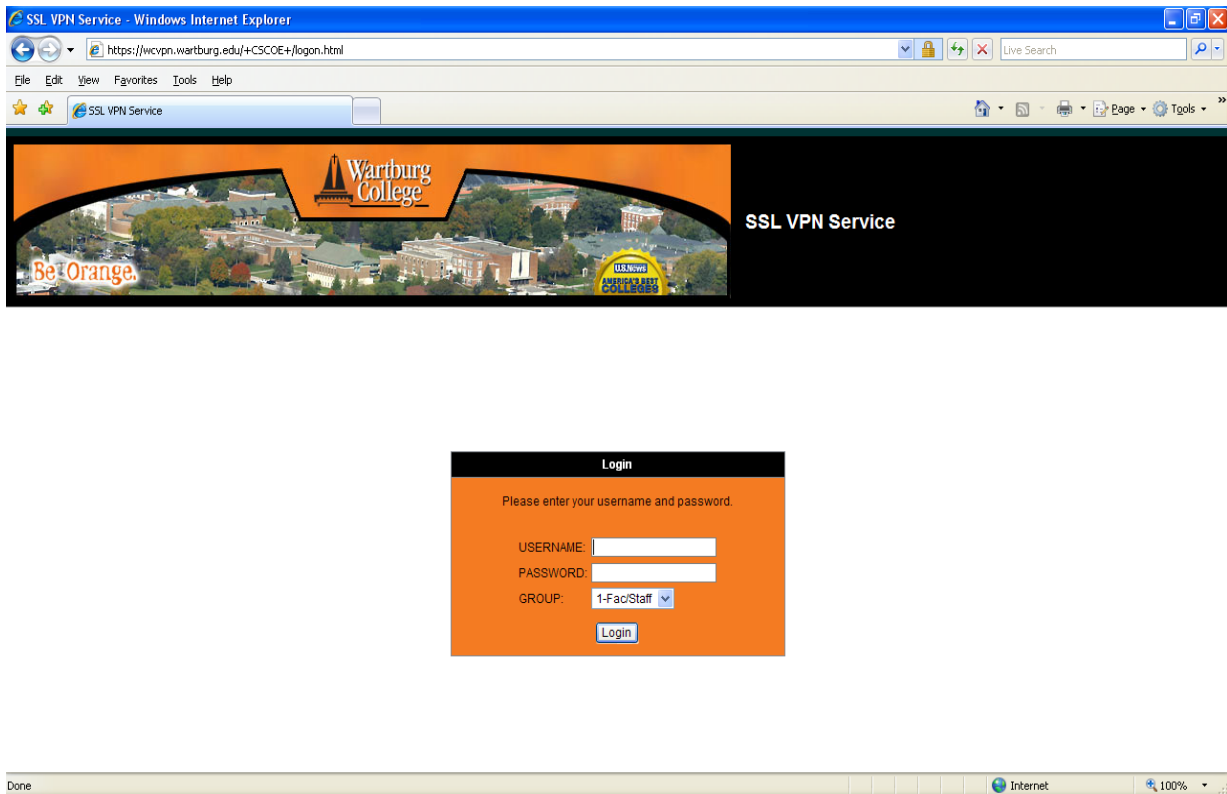 SSL VPN Service - Windows Internet Explorer
https://wcvpn.wartburg.edu/+CSCOE+/logon.html
Live Search
File Edit View Favorites Tools Help
SSL VPN Service
Page Tools »
Wartburg
College
Be Orange.
U.S.News
AMERICA'S BEST
COLLEGES
SSL VPN Service
Login
Please enter your username and password.
USERNAME:
PASSWORD:
GROUP: 1-Fac/Staff
Login
Done
Internet
100%